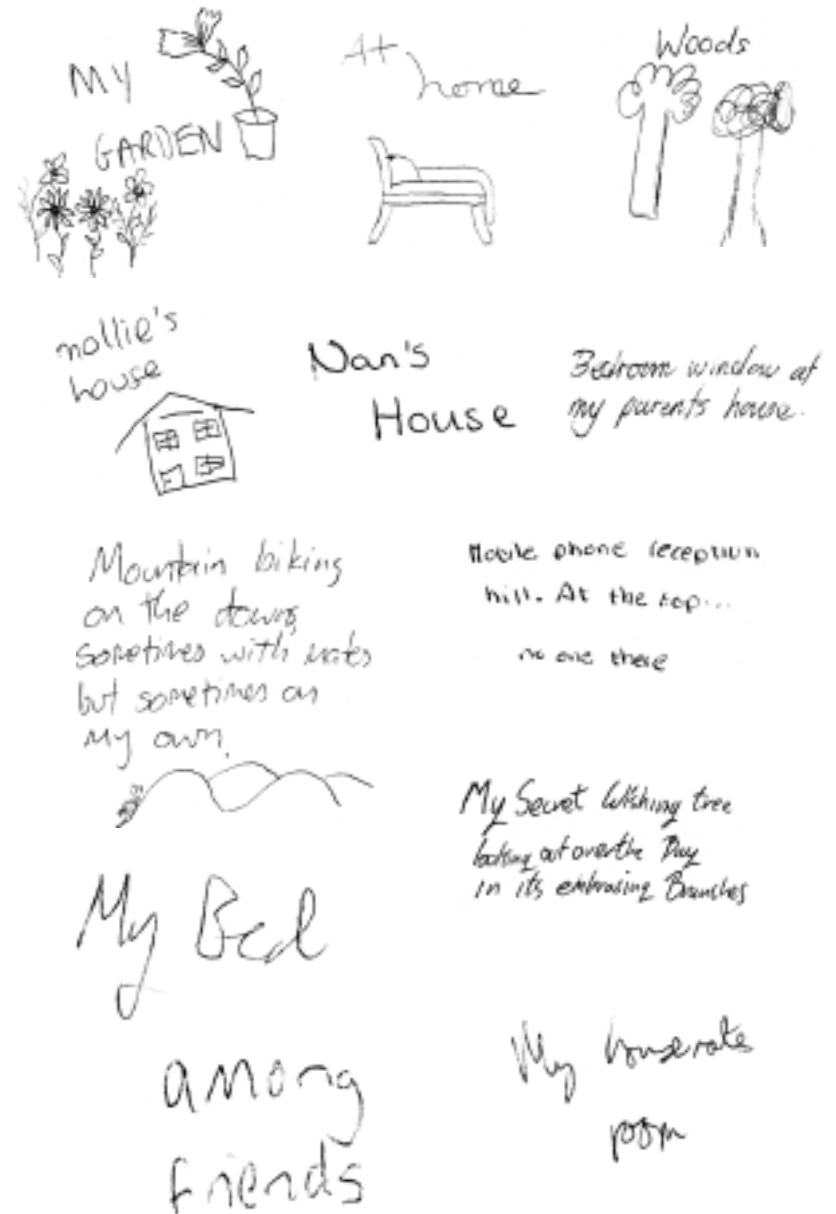 MY
GARDEN
At
home
Woods
mollie's
house
Nan's
House
Bedroom window at
my parents house.
Mountain biking
on the downs,
sometimes with mates
but sometimes on
my own.
Mobile phone reception
hill. At the top...
no one there
My Secret Wishing tree
looking out over the Bay
in its embrasing Branches
My Bed
among
friends
My housemates
room